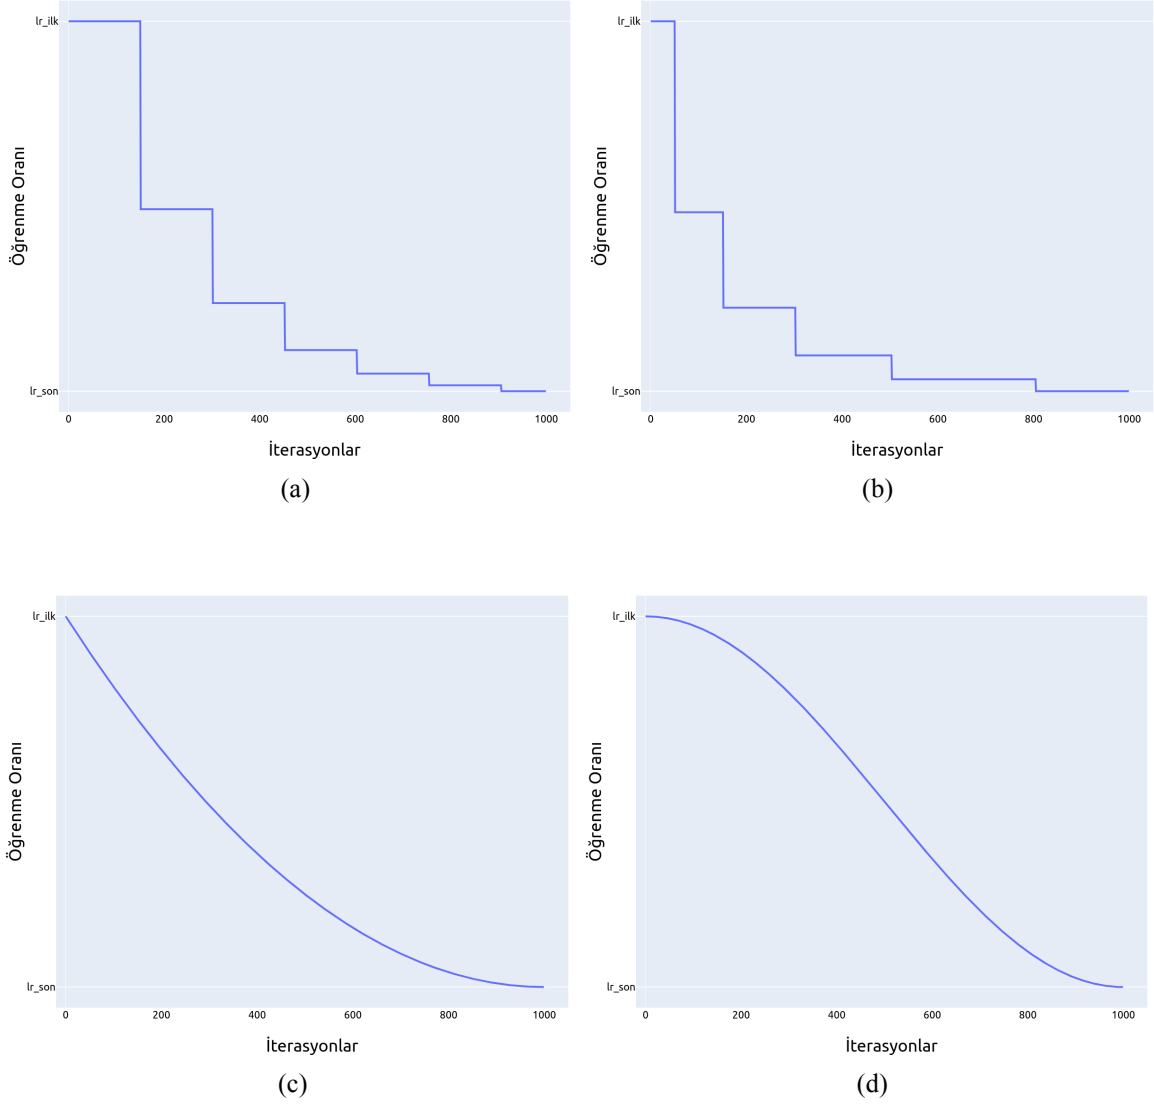 lr_ilk
Öğrenme Oranı
lr_son
0 200 400 600 800 1000
İterasyonlar
(a)
lr_ilk
Öğrenme Oranı
lr_son
0 200 400 600 800 1000
İterasyonlar
(b)
lr_ilk
Öğrenme Oranı
lr_son
0 200 400 600 800 1000
İterasyonlar
(c)
lr_ilk
Öğrenme Oranı
lr_son
0 200 400 600 800 1000
İterasyonlar
(d)